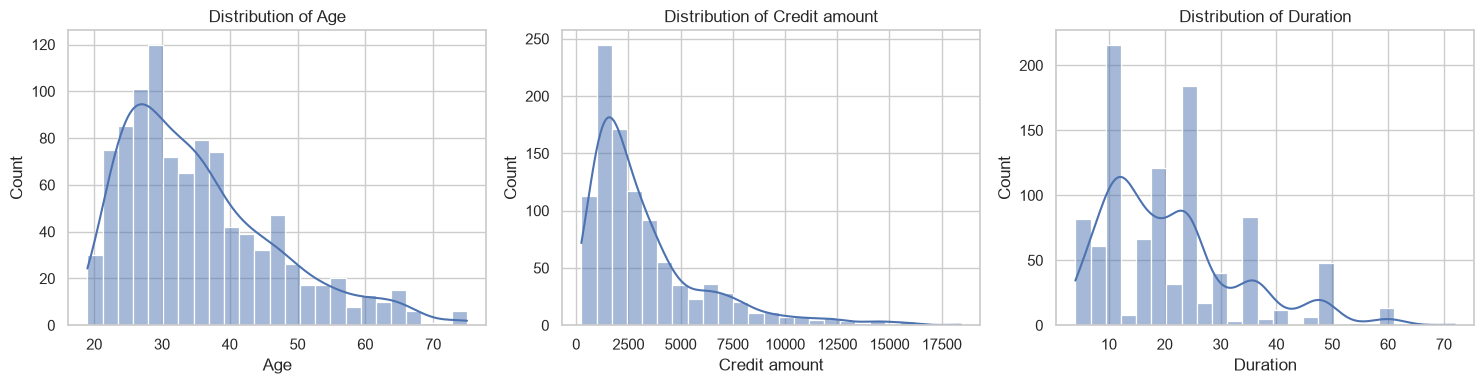 Distribution of Age
120
100
80
60
40
20
0
Count
20 30 40 50 60 70
Age
Distribution of Credit amount
250
200
150
100
50
0
Count
0 2500 5000 7500 10000 12500 15000 17500
Credit amount
Distribution of Duration
200
150
100
50
0
Count
10 20 30 40 50 60 70
Duration